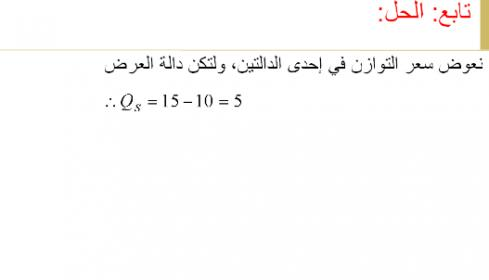 تابع: الحل:
نعوض سعر التوازن في إحدى الدالتين، ولتكن دالة العرض
∴ Q_S = 15 − 10 = 5